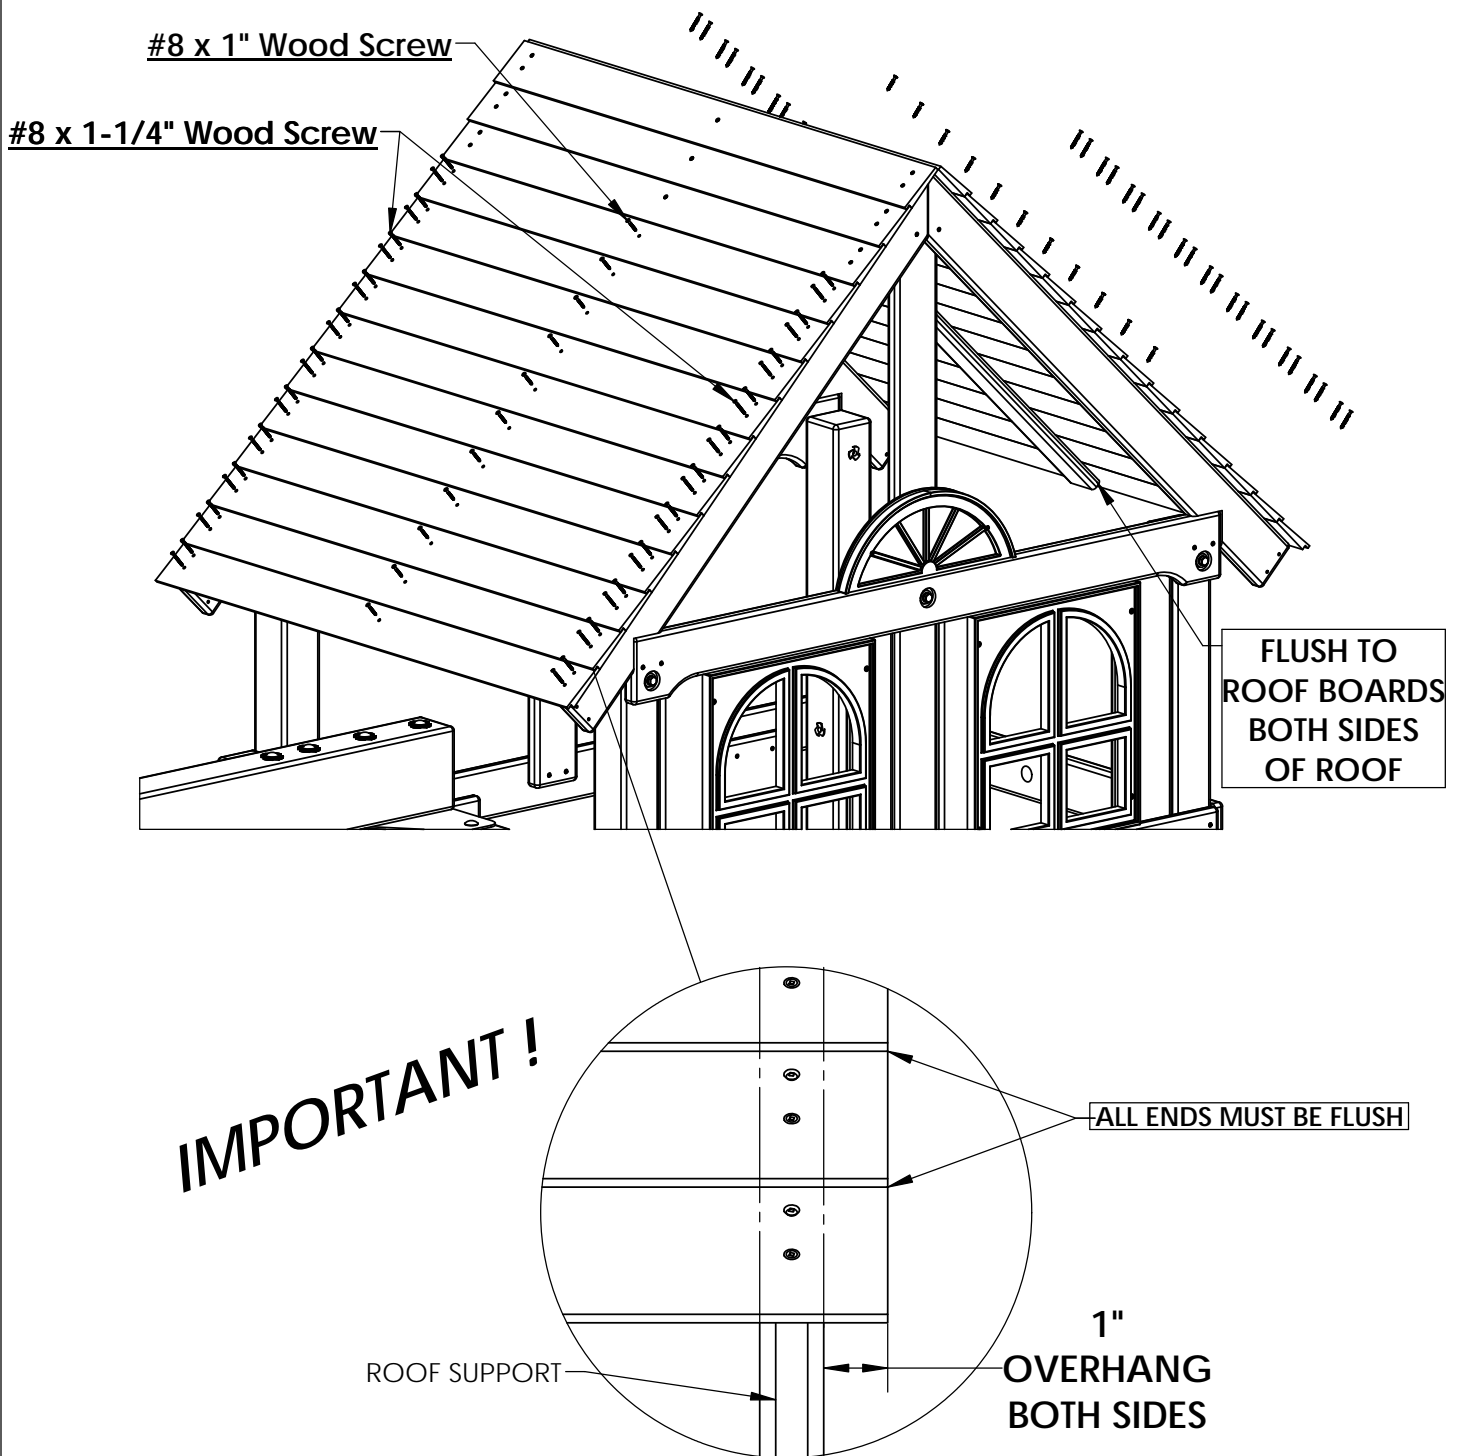 #8 x 1" Wood Screw
#8 x 1-1/4" Wood Screw
FLUSH TO
ROOF BOARDS
BOTH SIDES
OF ROOF
IMPORTANT !
ALL ENDS MUST BE FLUSH
1"
OVERHANG
BOTH SIDES
ROOF SUPPORT